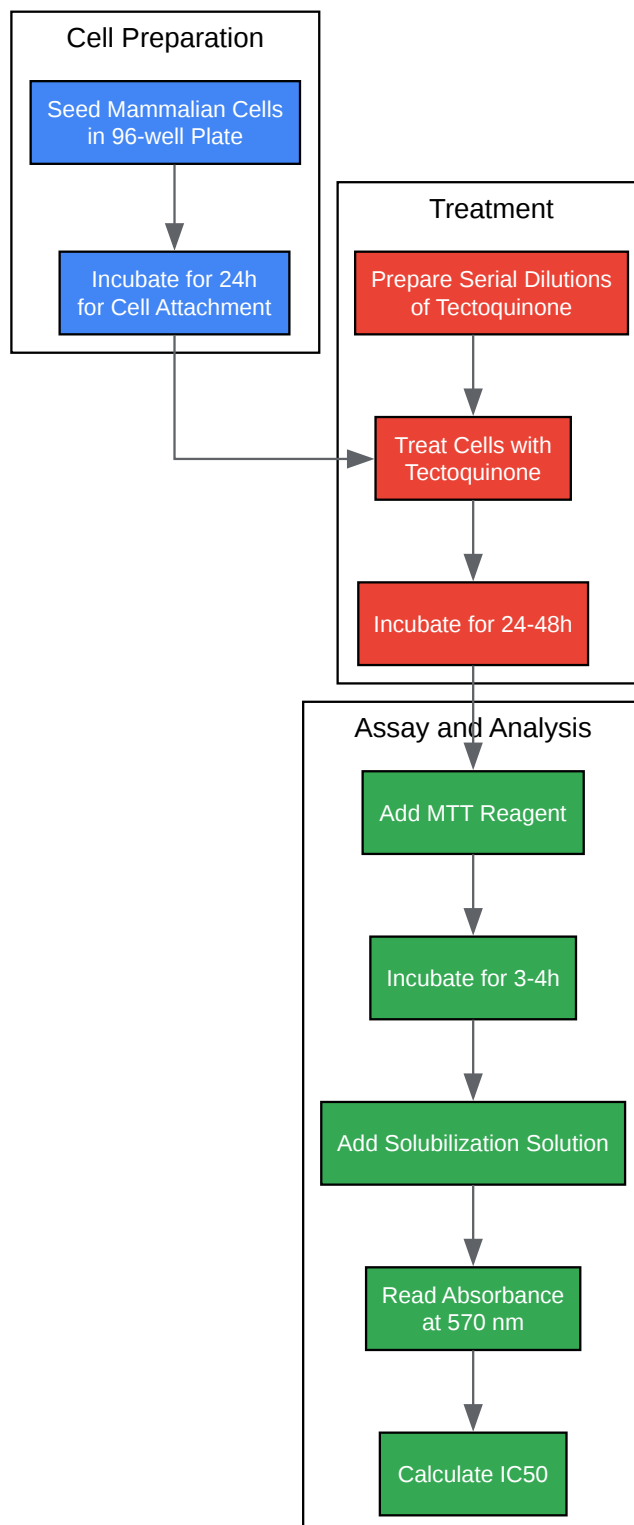 Cell Preparation
Seed Mammalian Cells
in 96-well Plate
Incubate for 24h
for Cell Attachment
Treatment
Prepare Serial Dilutions
of Tectoquinone
Treat Cells with
Tectoquinone
Incubate for 24-48h
Assay and Analysis
Add MTT Reagent
Incubate for 3-4h
Add Solubilization Solution
Read Absorbance
at 570 nm
Calculate IC50